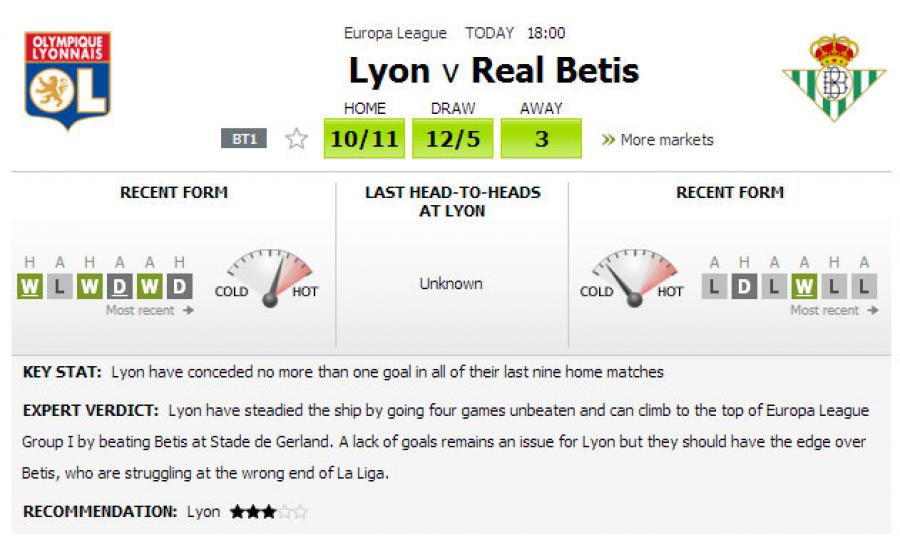 OLYMPIQUE
LYONNAIS
OL
Europa League TODAY 18:00
Lyon v Real Betis
HOME DRAW AWAY
BT1 10/11 12/5 3 More markets
RECENT FORM
H A H A A H
W L W D W D
Most recent
COLD HOT
LAST HEAD-TO-HEADS
AT LYON
Unknown
RECENT FORM
COLD HOT
A H A A H A
L D L W L L
Most recent
KEY STAT: Lyon have conceded no more than one goal in all of their last nine home matches
EXPERT VERDICT: Lyon have steadied the ship by going four games unbeaten and can climb to the top of Europa League
Group I by beating Betis at Stade de Gerland. A lack of goals remains an issue for Lyon but they should have the edge over
Betis, who are struggling at the wrong end of La Liga.
RECOMMENDATION: Lyon